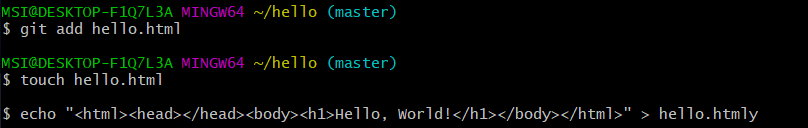 MSI@DESKTOP-F1Q7L3A MINGW64 ~/hello (master)
$ git add hello.html
MSI@DESKTOP-F1Q7L3A MINGW64 ~/hello (master)
$ touch hello.html
$ echo "<html><head></head><body><h1>Hello, World!</h1></body></html>" > hello.htmly